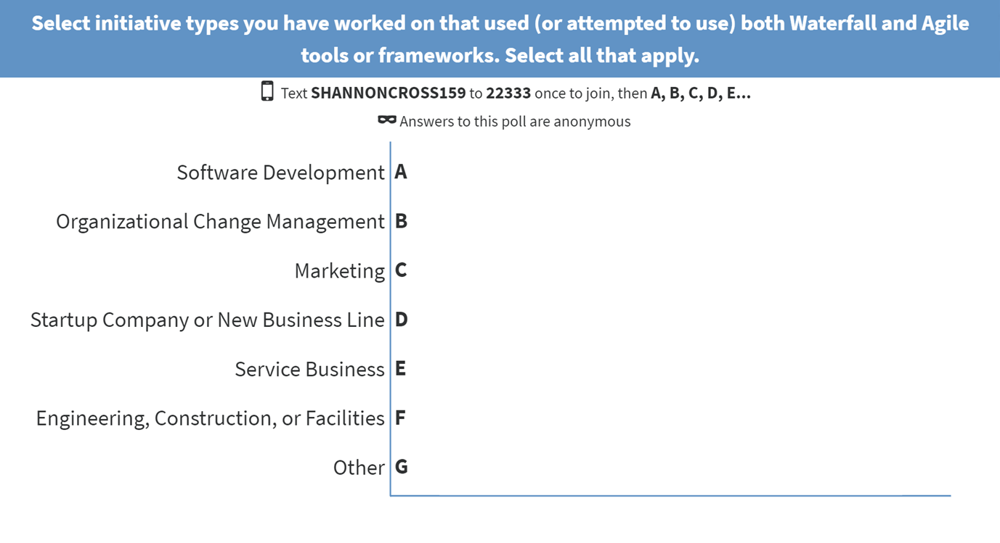 Select initiative types you have worked on that used (or attempted to use) both Waterfall and Agile
tools or frameworks. Select all that apply.
Text SHANNONCROSS159 to 22333 once to join, then A, B, C, D, E...
Answers to this poll are anonymous
Software Development A
Organizational Change Management B
Marketing C
Startup Company or New Business Line D
Service Business E
Engineering, Construction, or Facilities F
Other G